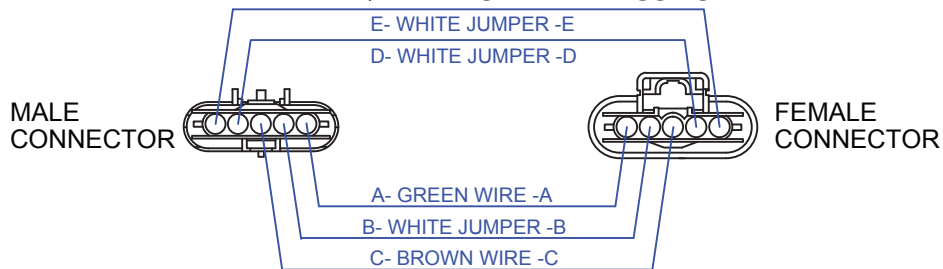 E- WHITE JUMPER -E
D- WHITE JUMPER -D
MALE
CONNECTOR
FEMALE
CONNECTOR
A- GREEN WIRE -A
B- WHITE JUMPER -B
C- BROWN WIRE -C